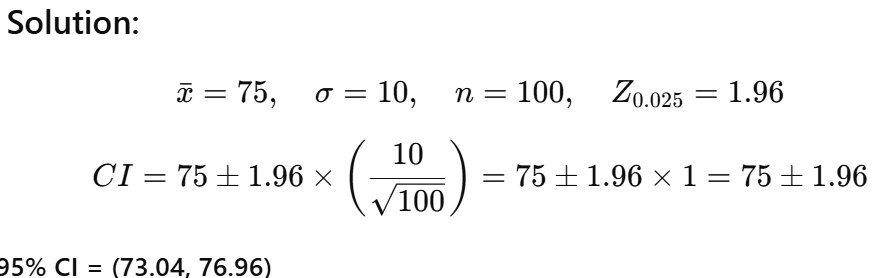 Solution:
x̄ = 75, σ = 10, n = 100, Z₀.₀₂₅ = 1.96
CI = 75 ± 1.96 × (10/√100) = 75 ± 1.96 × 1 = 75 ± 1.96
95% CI = (73.04, 76.96)